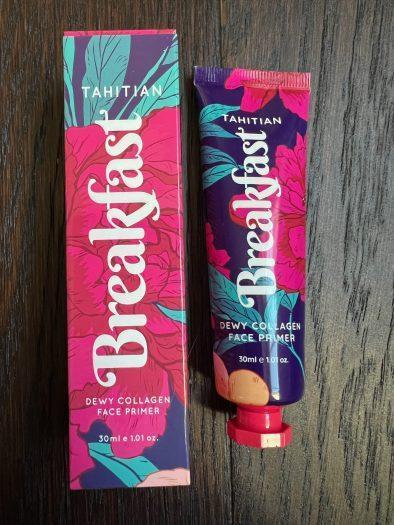 TAHITIAN
Breakfast
DEWY COLLAGEN
FACE PRIMER
30ml e 1.01 oz.
TAHITIAN
Breakfast
DEWY COLLAGEN
FACE PRIMER
30ml e 1.01 oz.